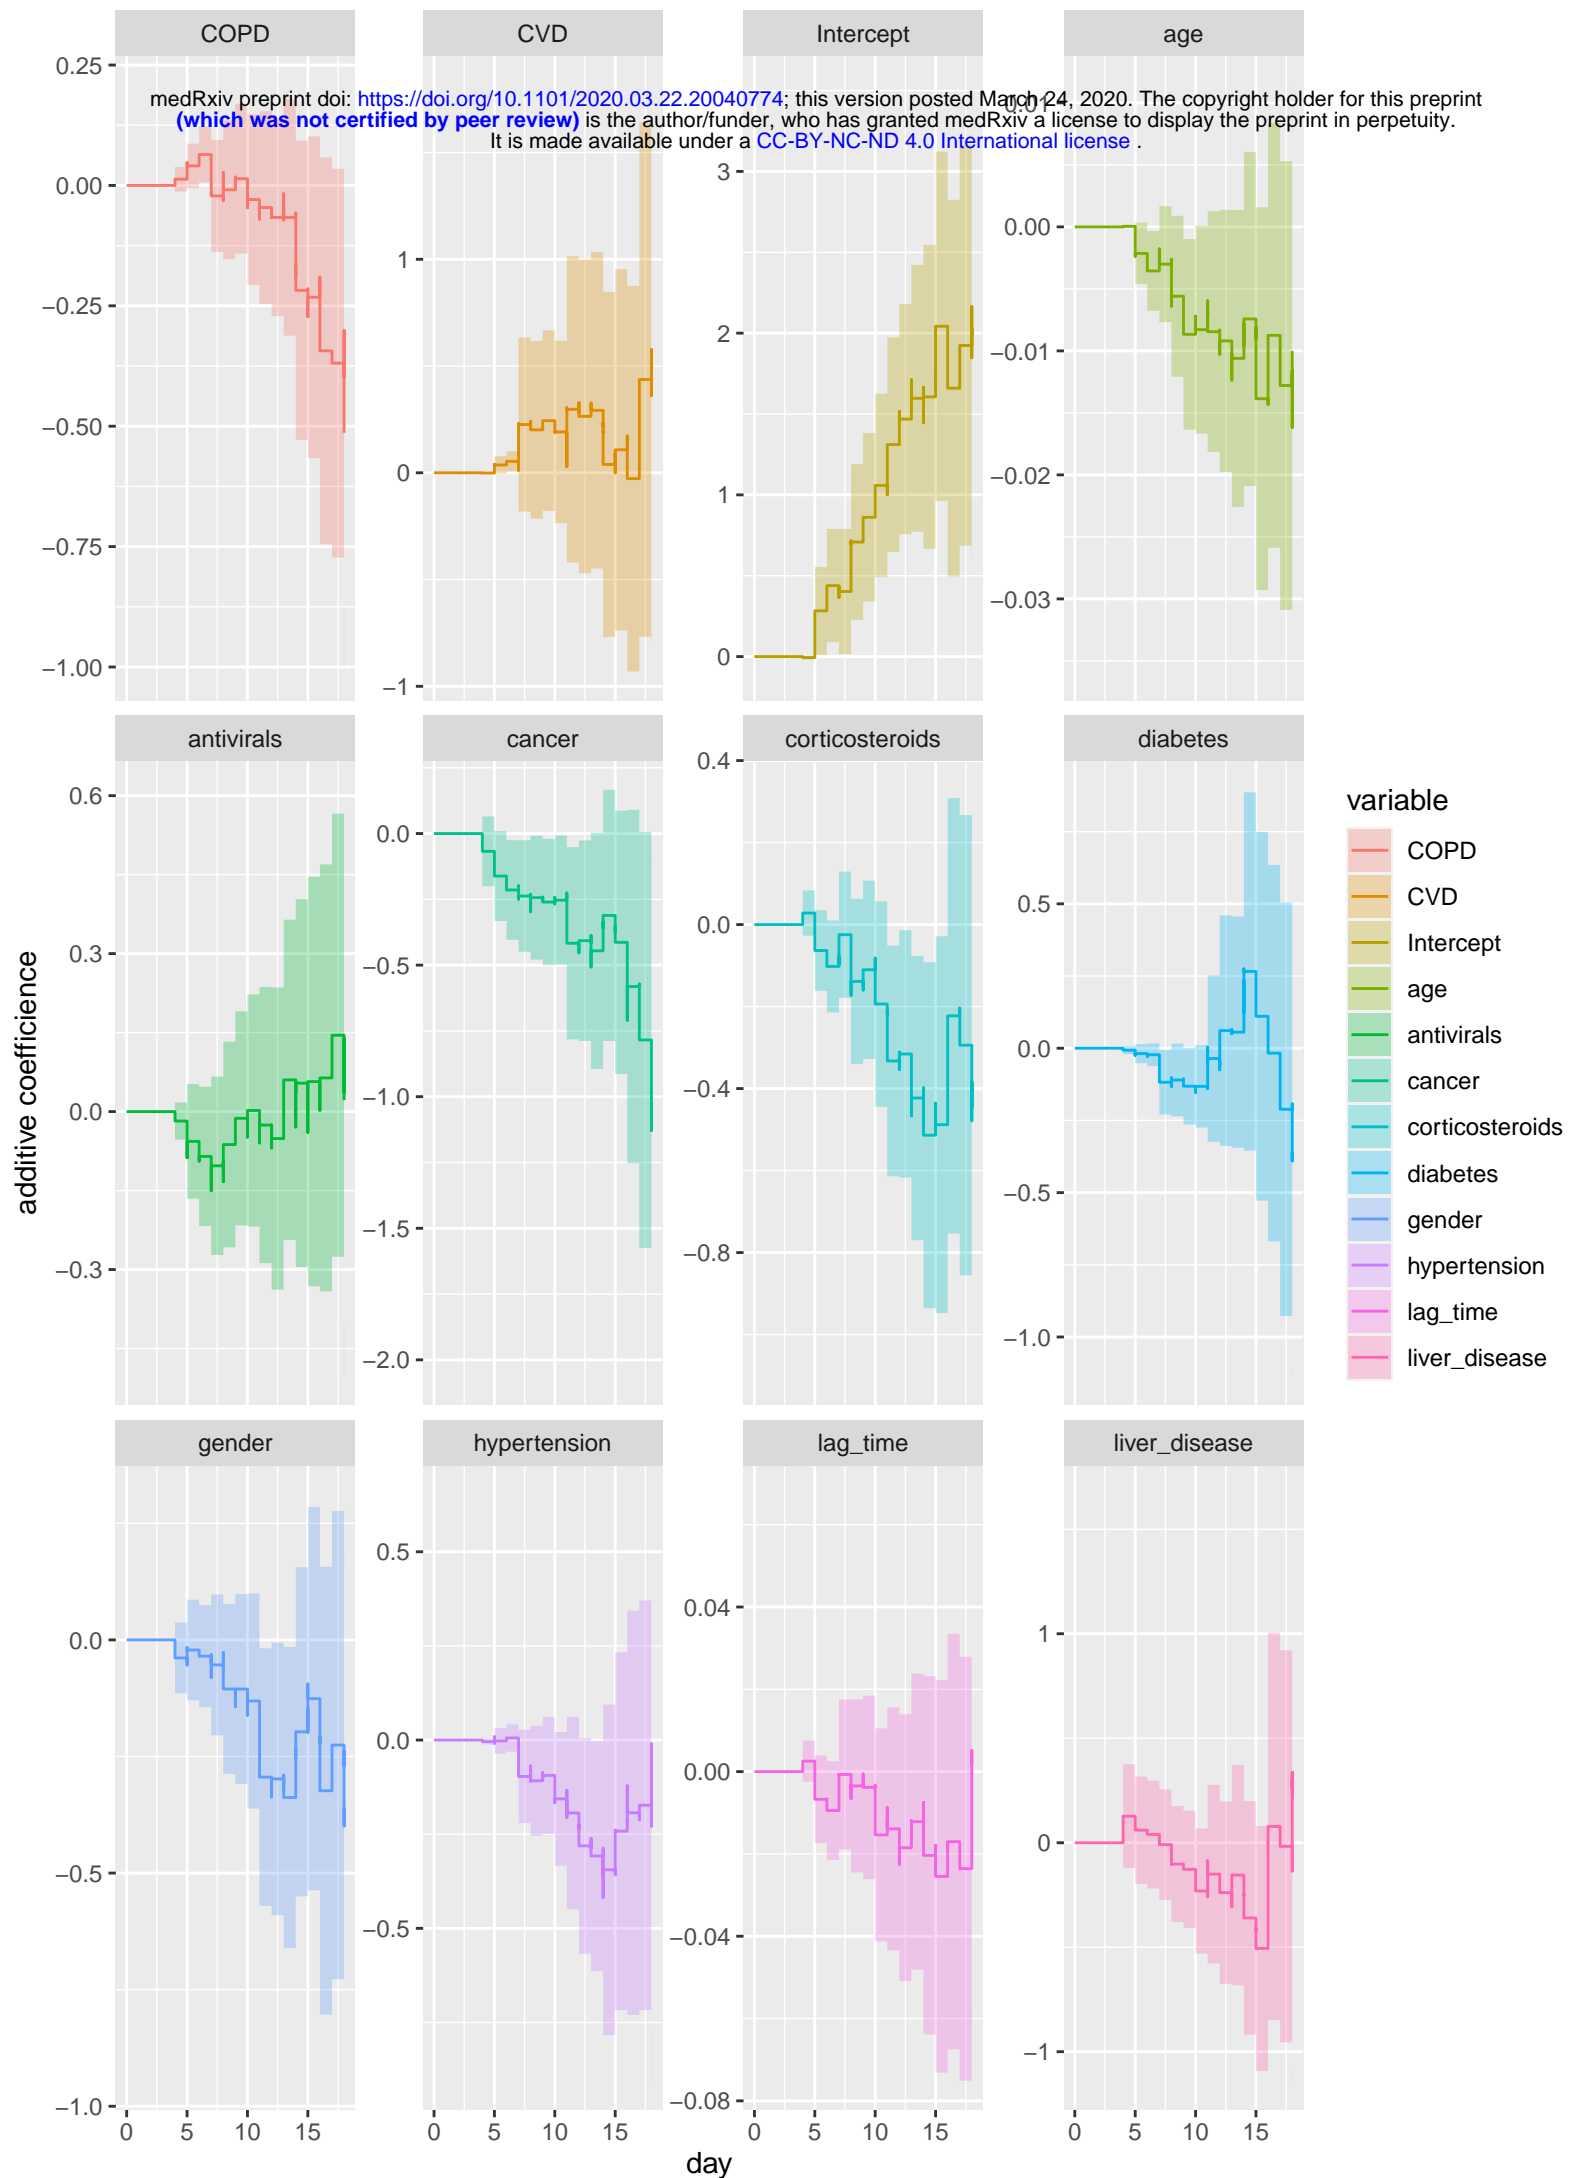 COPD CVD Intercept age
medRxiv preprint doi: https://doi.org/10.1101/2020.03.22.20040774; this version posted March 24, 2020. The copyright holder for this preprint
(which was not certified by peer review) is the author/funder, who has granted medRxiv a license to display the preprint in perpetuity.
It is made available under a CC-BY-NC-ND 4.0 International license .
0.25
0.00
−0.25
−0.50
−0.75
−1.00
1
0
−1
3
2
1
0
0.01
0.00
−0.01
−0.02
−0.03
antivirals cancer corticosteroids diabetes
0.6
0.3
0.0
−0.3
0.0
−0.5
−1.0
−1.5
−2.0
0.4
0.0
−0.4
−0.8
0.5
0.0
−0.5
−1.0
gender hypertension lag_time liver_disease
0.0
−0.5
−1.0
0.5
0.0
−0.5
0.04
0.00
−0.04
−0.08
1
0
−1
0 5 10 15 0 5 10 15 0 5 10 15 0 5 10 15
day
additive coefficience
variable
COPD
CVD
Intercept
age
antivirals
cancer
corticosteroids
diabetes
gender
hypertension
lag_time
liver_disease